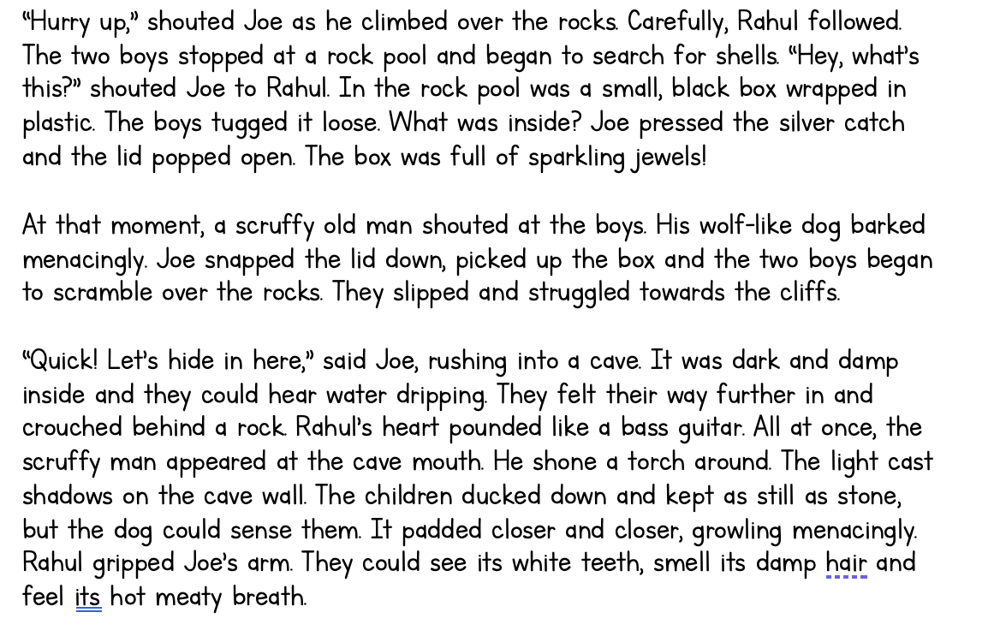 “Hurry up,” shouted Joe as he climbed over the rocks. Carefully, Rahul followed.
The two boys stopped at a rock pool and began to search for shells. “Hey, what’s
this?” shouted Joe to Rahul. In the rock pool was a small, black box wrapped in
plastic. The boys tugged it loose. What was inside? Joe pressed the silver catch
and the lid popped open. The box was full of sparkling jewels!
At that moment, a scruffy old man shouted at the boys. His wolf-like dog barked
menacingly. Joe snapped the lid down, picked up the box and the two boys began
to scramble over the rocks. They slipped and struggled towards the cliffs.
“Quick! Let’s hide in here,” said Joe, rushing into a cave. It was dark and damp
inside and they could hear water dripping. They felt their way further in and
crouched behind a rock. Rahul’s heart pounded like a bass guitar. All at once, the
scruffy man appeared at the cave mouth. He shone a torch around. The light cast
shadows on the cave wall. The children ducked down and kept as still as stone,
but the dog could sense them. It padded closer and closer, growling menacingly.
Rahul gripped Joe’s arm. They could see its white teeth, smell its damp hair and
feel its hot meaty breath.